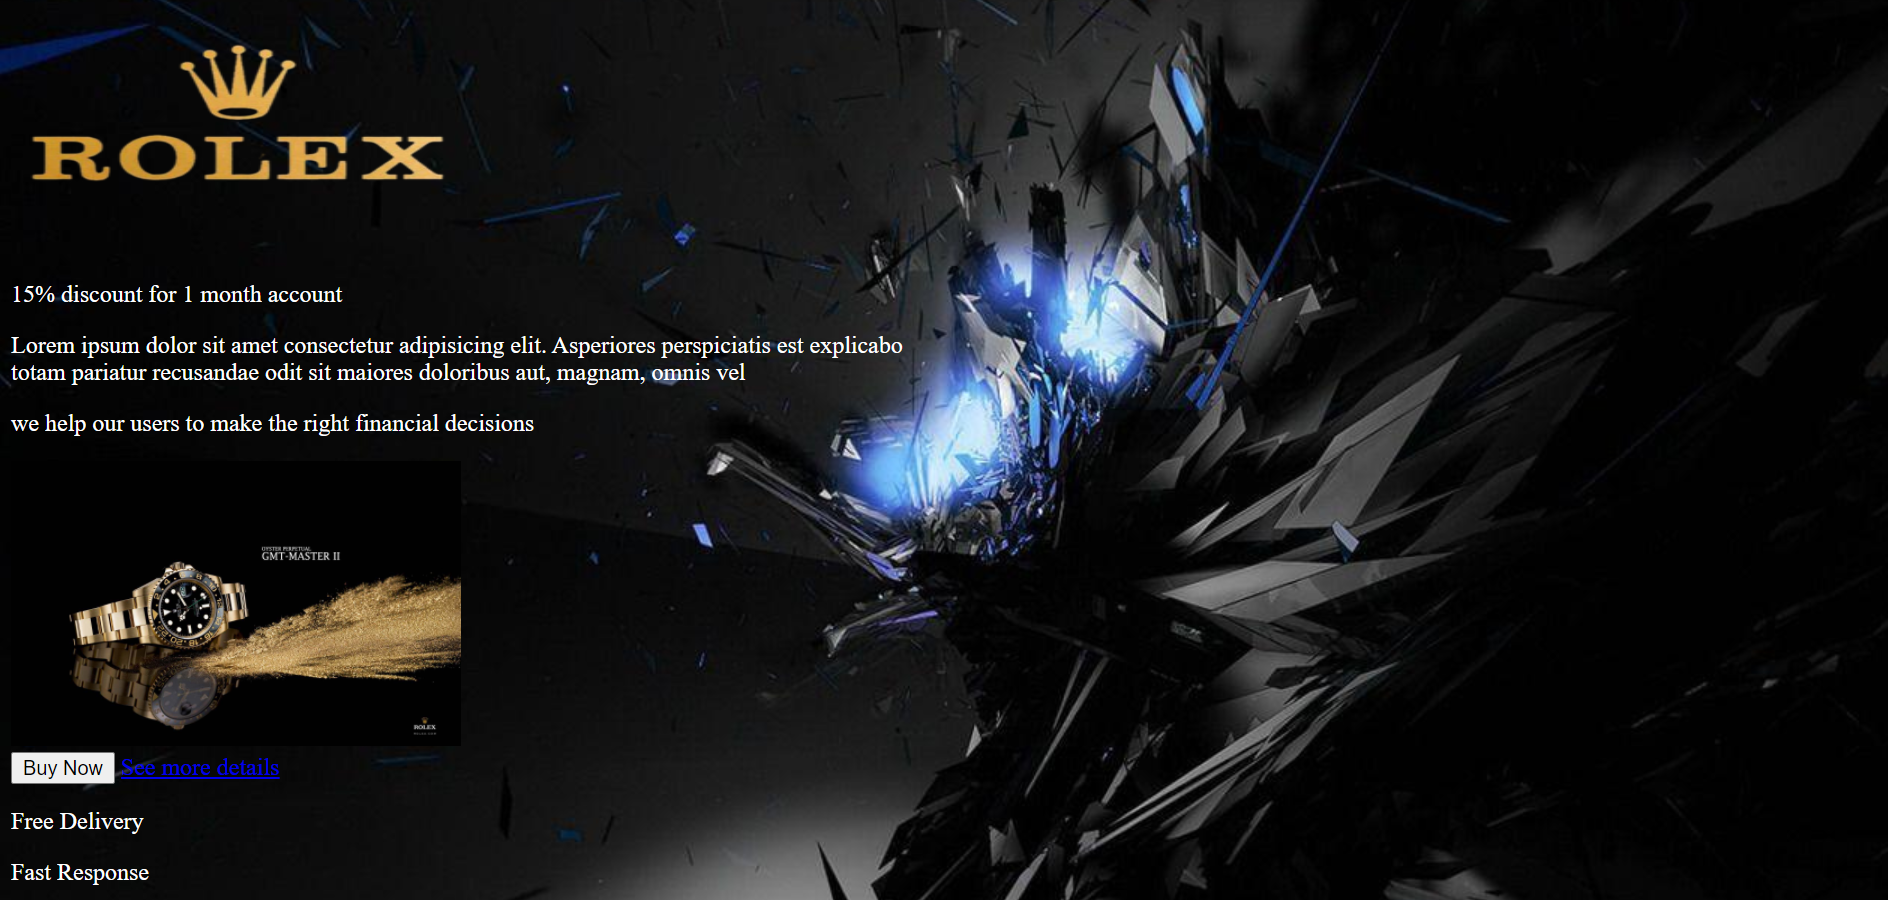 ROLEX
15% discount for 1 month account
Lorem ipsum dolor sit amet consectetur adipisicing elit. Asperiores perspiciatis est explicabo
totam pariatur recusandae odit sit maiores doloribus aut, magnam, omnis vel
we help our users to make the right financial decisions
OYSTER PERPETUAL
GMT-MASTER II
ROLEX
Buy Now See more details
Free Delivery
Fast Response